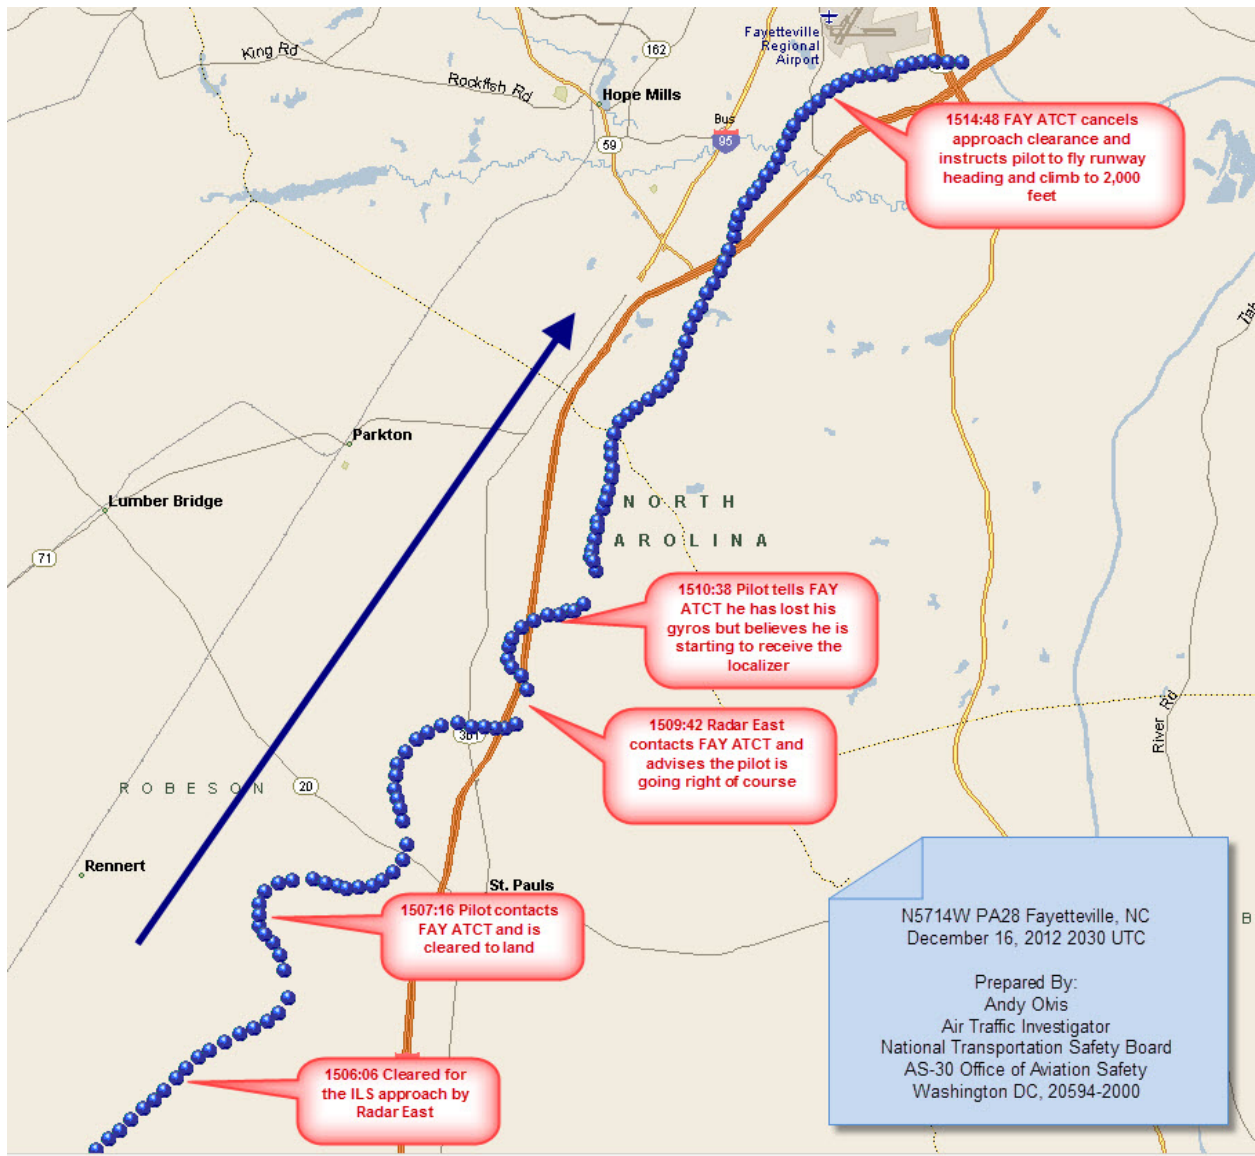 Fayetteville
Regional
Airport
162
King Rd
Rockfish Rd
Hope Mills
Bus
95
59
1514:48 FAY ATCT cancels
approach clearance and
instructs pilot to fly runway
heading and climb to 2,000
feet
Parkton
Lumber Bridge
71
NORTH
AROLINA
1510:38 Pilot tells FAY
ATCT he has lost his
gyros but believes he is
starting to receive the
localizer
1509:42 Radar East
contacts FAY ATCT and
advises the pilot is
going right of course
River Rd
301
ROBESON
20
Rennert
St. Pauls
1507:16 Pilot contacts
FAY ATCT and is
cleared to land
B
N5714W PA28 Fayetteville, NC
December 16, 2012 2030 UTC
Prepared By:
Andy Olvis
Air Traffic Investigator
National Transportation Safety Board
AS-30 Office of Aviation Safety
Washington DC, 20594-2000
1506:06 Cleared for
the ILS approach by
Radar East